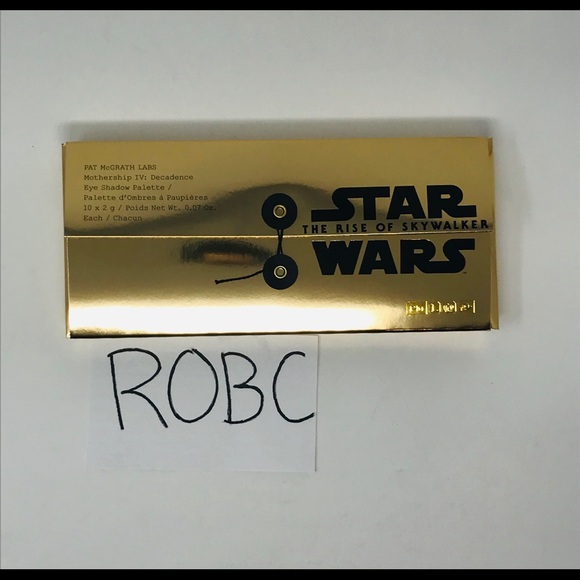 PAT McGRATH LABS
Mothership IV: Decadence
Eye Shadow Palette /
Palette d'Ombres à Paupières
10 x 2 g / Poids Net Wt. 0.07 Oz.
Each / Chacun
STAR
THE RISE OF SKYWALKER
WARS
ROBC